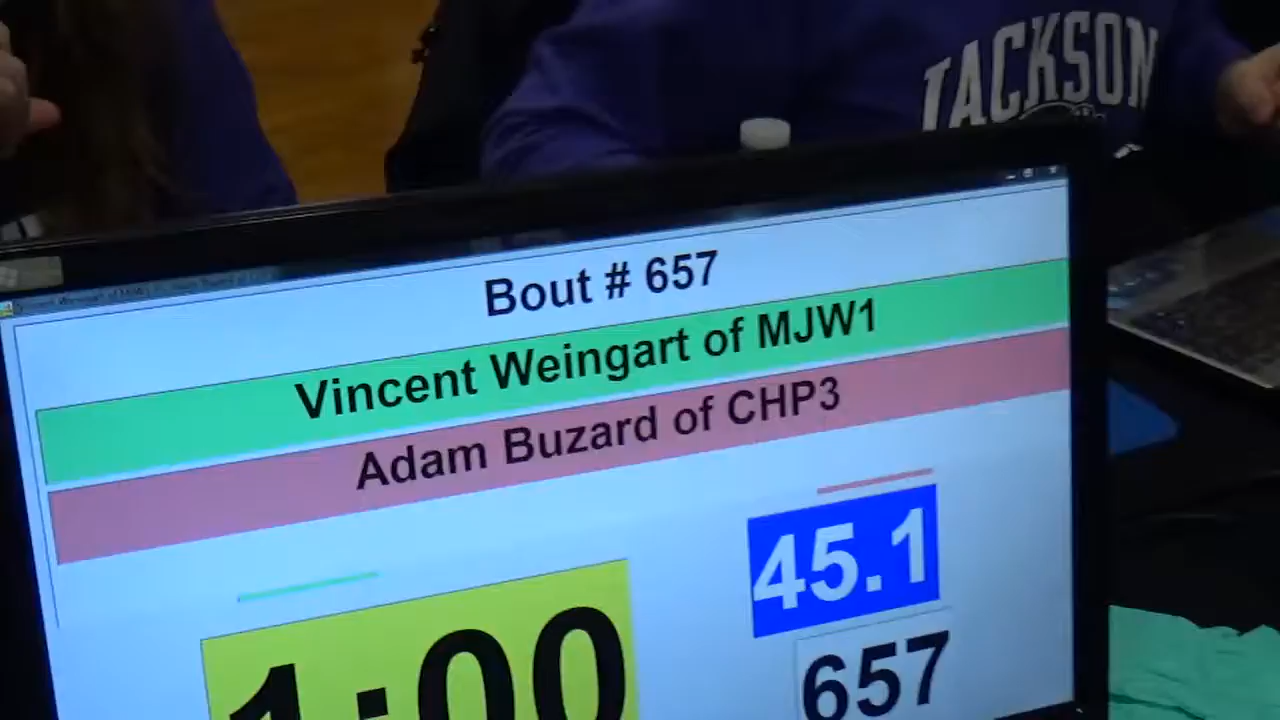 JACKSON
Bout # 657
Vincent Weingart of MJW1
Adam Buzard of CHP3
45.1
1:00
657